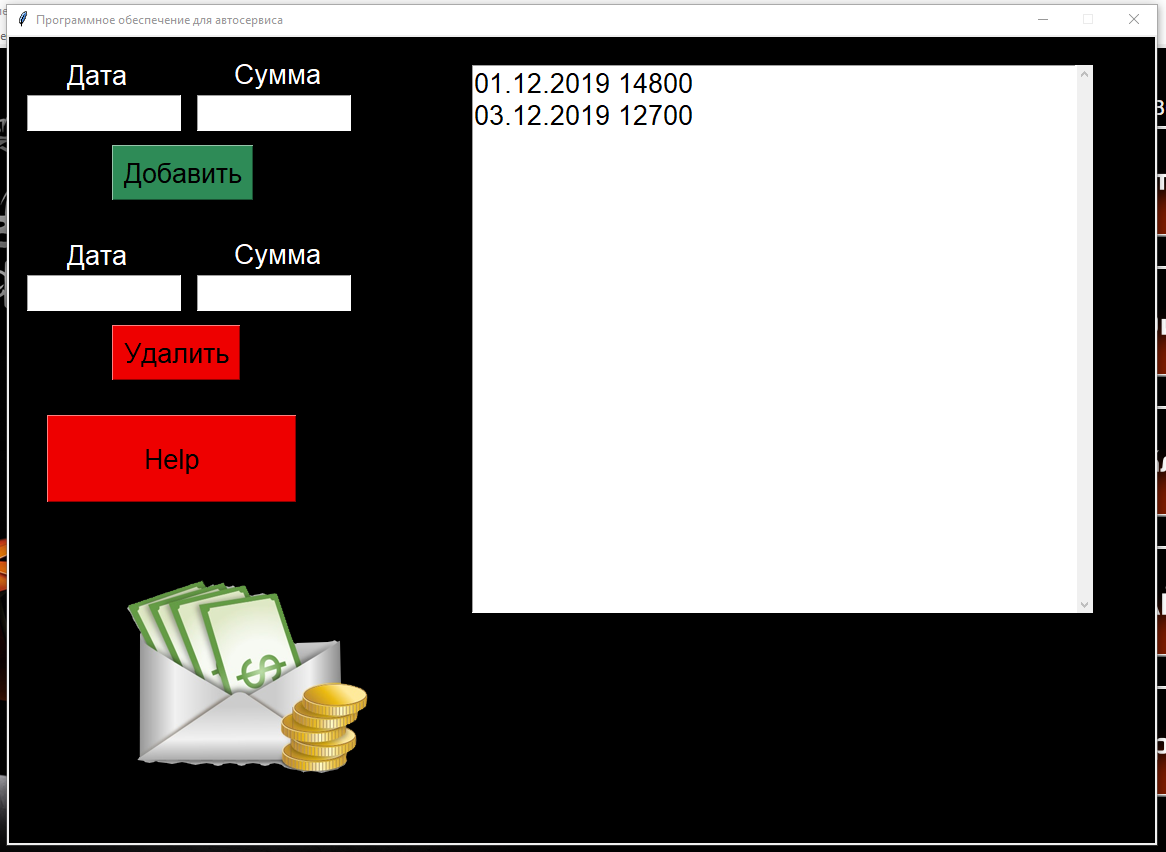 Программное обеспечение для автосервиса
Дата Сумма
Добавить
Дата Сумма
Удалить
Help
01.12.2019 14800
03.12.2019 12700
$